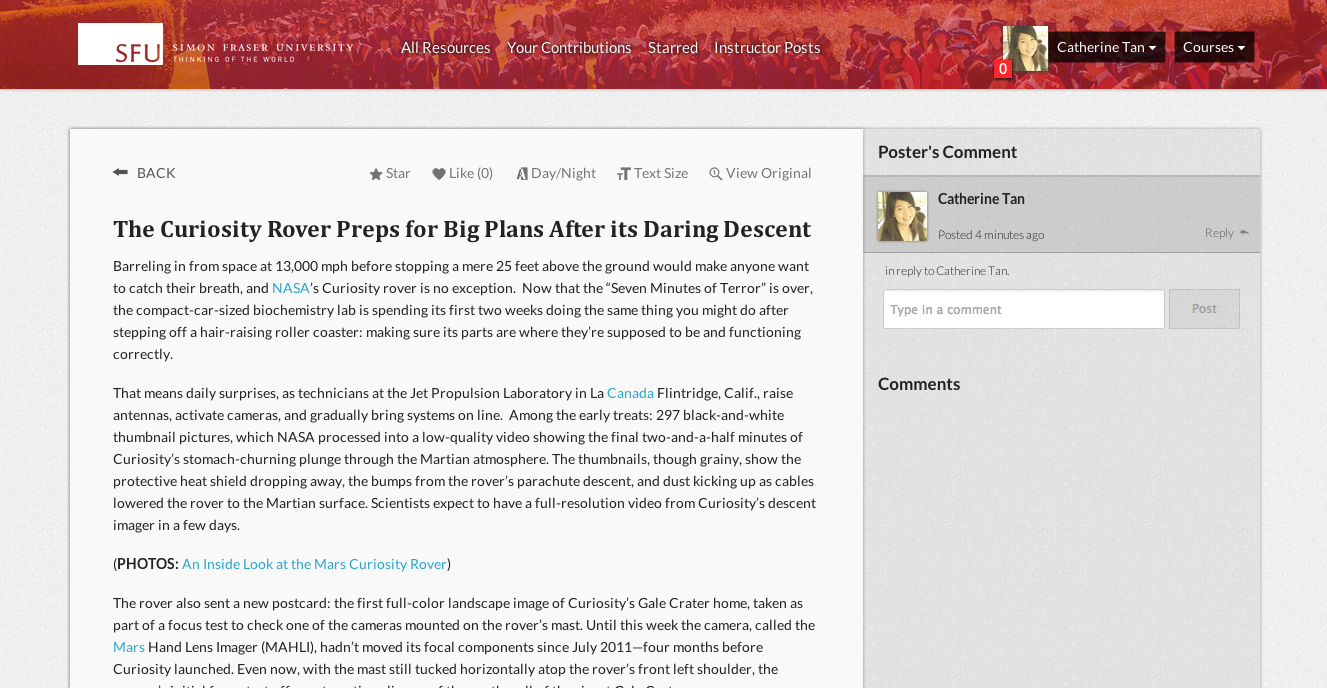 SFU SIMON FRASER UNIVERSITY
THINKING OF THE WORLD
All Resources Your Contributions Starred Instructor Posts
0 Catherine Tan Courses
BACK Star Like (0) Day/Night Text Size View Original
The Curiosity Rover Preps for Big Plans After its Daring Descent
Barreling in from space at 13,000 mph before stopping a mere 25 feet above the ground would make anyone want
to catch their breath, and NASA’s Curiosity rover is no exception.  Now that the “Seven Minutes of Terror” is over,
the compact-car-sized biochemistry lab is spending its first two weeks doing the same thing you might do after
stepping off a hair-raising roller coaster: making sure its parts are where they’re supposed to be and functioning
correctly.
That means daily surprises, as technicians at the Jet Propulsion Laboratory in La Canada Flintridge, Calif., raise
antennas, activate cameras, and gradually bring systems on line.  Among the early treats: 297 black-and-white
thumbnail pictures, which NASA processed into a low-quality video showing the final two-and-a-half minutes of
Curiosity’s stomach-churning plunge through the Martian atmosphere. The thumbnails, though grainy, show the
protective heat shield dropping away, the bumps from the rover’s parachute descent, and dust kicking up as cables
lowered the rover to the Martian surface. Scientists expect to have a full-resolution video from Curiosity’s descent
imager in a few days.
(PHOTOS: An Inside Look at the Mars Curiosity Rover)
The rover also sent a new postcard: the first full-color landscape image of Curiosity’s Gale Crater home, taken as
part of a focus test to check one of the cameras mounted on the rover’s mast. Until this week the camera, called the
Mars Hand Lens Imager (MAHLI), hadn’t moved its focal components since July 2011—four months before
Curiosity launched. Even now, with the mast still tucked horizontally atop the rover’s front left shoulder, the
Poster's Comment
Catherine Tan
Posted 4 minutes ago Reply
in reply to Catherine Tan.
Type in a comment Post
Comments